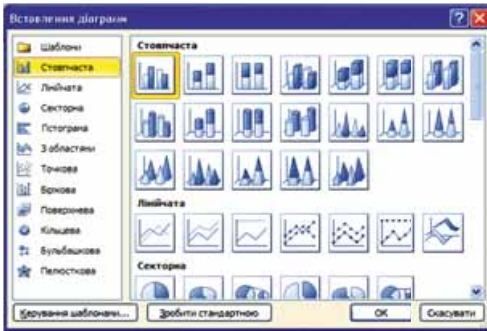 Вставлення діаграми
Шаблони
Стовпчаста
Лінійчата
Секторна
Гістограма
З областями
Точкова
Біржова
Поверхнева
Кільцева
Бульбашкова
Пелюсткова
Стовпчаста
Лінійчата
Секторна
Керування шаблонами...
Зробити стандартною
ОК
Скасувати